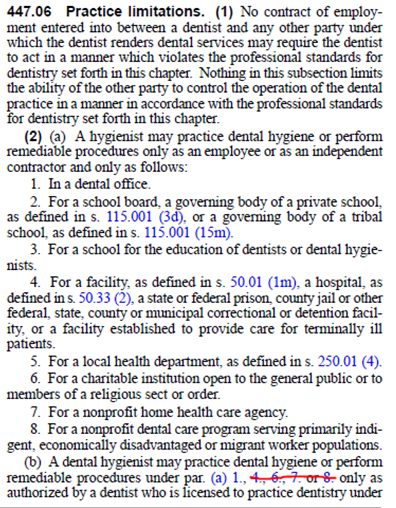 447.06 Practice limitations. (1) No contract of employ-
ment entered into between a dentist and any other party under
which the dentist renders dental services may require the dentist
to act in a manner which violates the professional standards for
dentistry set forth in this chapter. Nothing in this subsection limits
the ability of the other party to control the operation of the dental
practice in a manner in accordance with the professional standards
for dentistry set forth in this chapter.
(2) (a) A hygienist may practice dental hygiene or perform
remediable procedures only as an employee or as an independent
contractor and only as follows:
1. In a dental office.
2. For a school board, a governing body of a private school,
as defined in s. 115.001 (3d), or a governing body of a tribal
school, as defined in s. 115.001 (15m).
3. For a school for the education of dentists or dental hygie-
nists.
4. For a facility, as defined in s. 50.01 (1m), a hospital, as
defined in s. 50.33 (2), a state or federal prison, county jail or other
federal, state, county or municipal correctional or detention facil-
ity, or a facility established to provide care for terminally ill
patients.
5. For a local health department, as defined in s. 250.01 (4).
6. For a charitable institution open to the general public or to
members of a religious sect or order.
7. For a nonprofit home health care agency.
8. For a nonprofit dental care program serving primarily indi-
gent, economically disadvantaged or migrant worker populations.
(b) A dental hygienist may practice dental hygiene or perform
remediable procedures under par. (a) 1., 4., 6., 7. or 8. only as
authorized by a dentist who is licensed to practice dentistry under